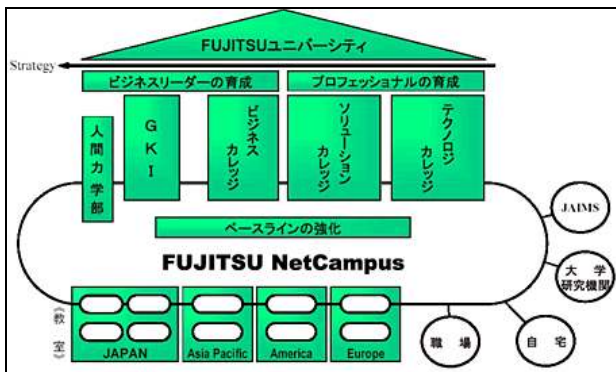 FUJITSUユニバーシティ
Strategy
ビジネスリーダーの育成
プロフェッショナルの育成
人間力学部
GKI
ビジネス
カレッジ
ソリューション
カレッジ
テクノロジ
カレッジ
ベースラインの強化
FUJITSU NetCampus
JAIMS
大学
研究機関
自宅
職場
《教室》
JAPAN
Asia Pacific
America
Europe